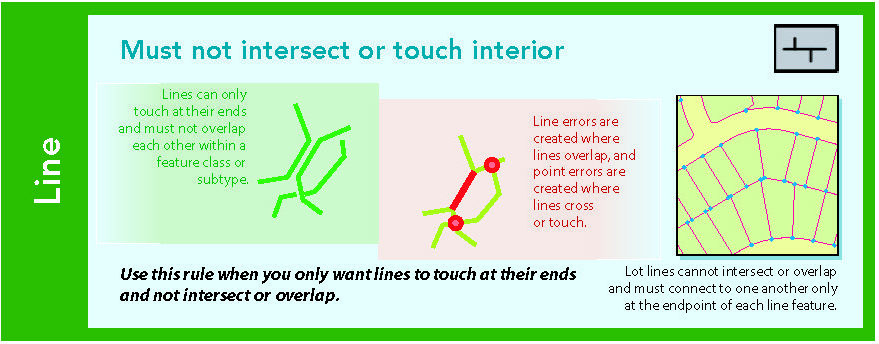 Line
Must not intersect or touch interior
Lines can only
touch at their ends
and must not overlap
each other within a
feature class or
subtype.
Line errors are
created where
lines overlap, and
point errors are
created where
lines cross
or touch.
Use this rule when you only want lines to touch at their ends
and not intersect or overlap.
Lot lines cannot intersect or overlap
and must connect to one another only
at the endpoint of each line feature.